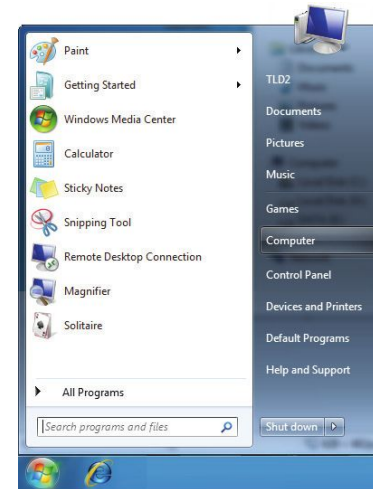 Paint
Getting Started
Windows Media Center
Calculator
Sticky Notes
Snipping Tool
Remote Desktop Connection
Magnifier
Solitaire
All Programs
Search programs and files
TLD2
Documents
Pictures
Music
Games
Computer
Control Panel
Devices and Printers
Default Programs
Help and Support
Shut down